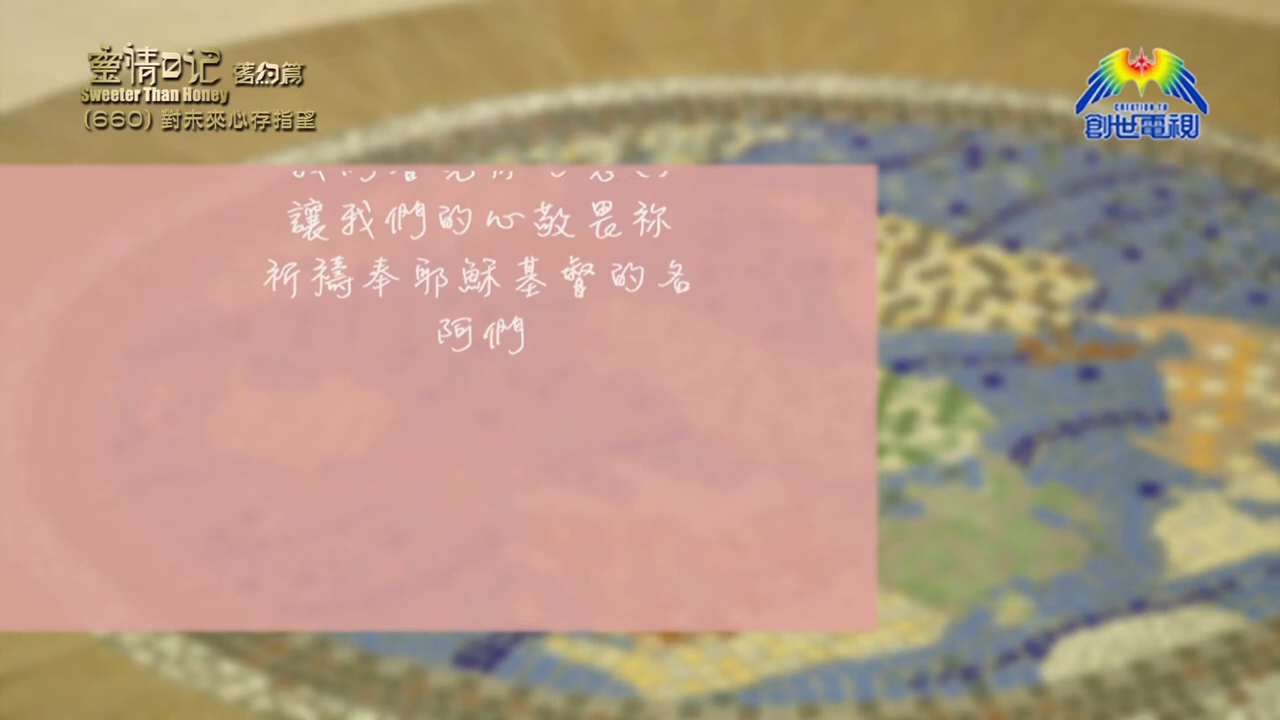 靈情日记 舊約篇
Sweeter Than Honey
(660) 對未來心存指望
CREATION TV
創世電視
讓我們的心敬畏祢
祈禱奉耶穌基督的名
阿們